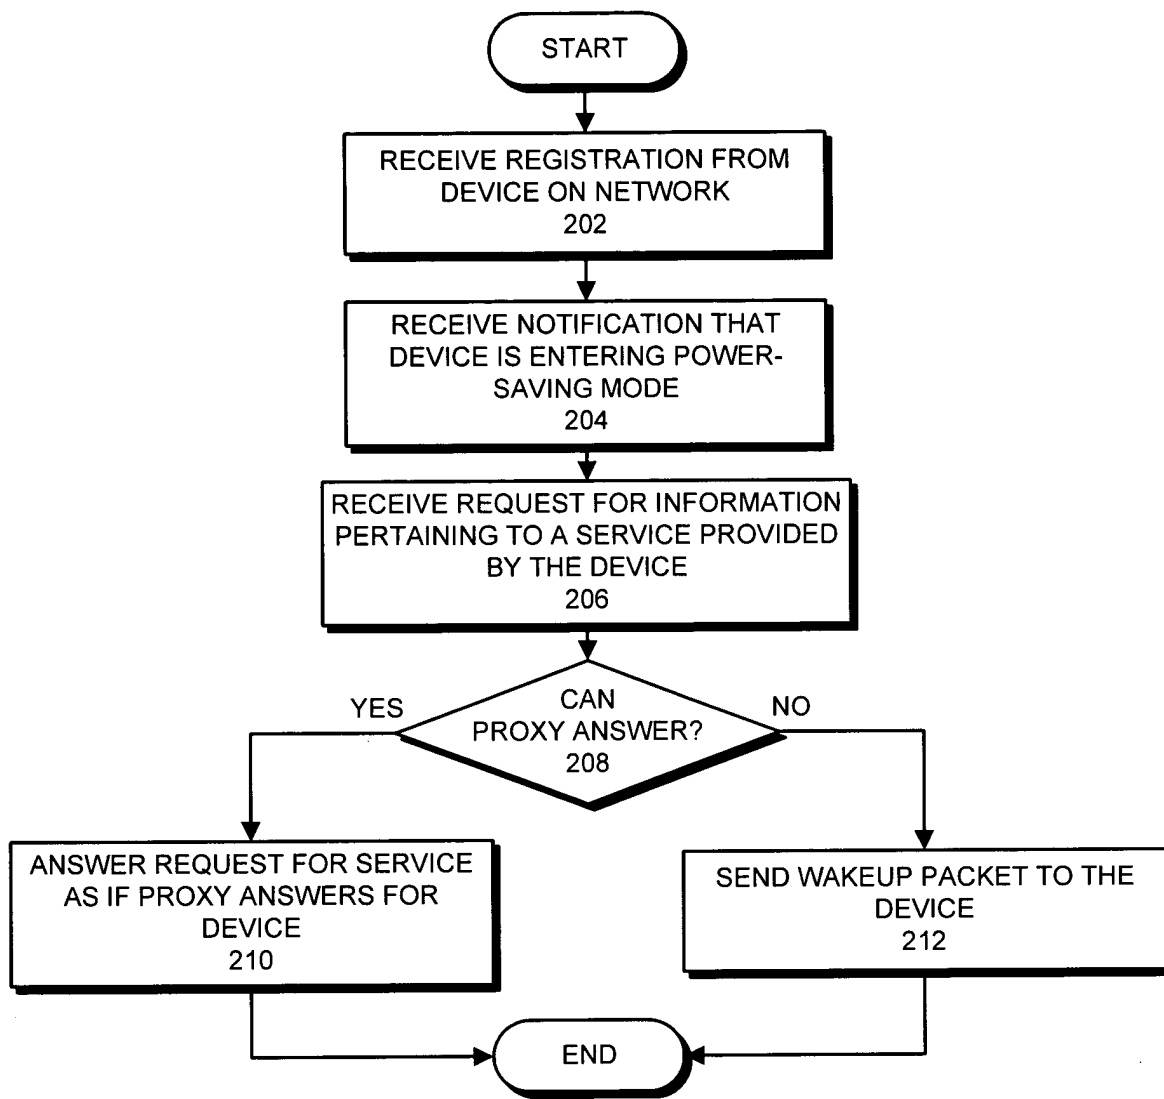 START
RECEIVE REGISTRATION FROM
DEVICE ON NETWORK
202
RECEIVE NOTIFICATION THAT
DEVICE IS ENTERING POWER-
SAVING MODE
204
RECEIVE REQUEST FOR INFORMATION
PERTAINING TO A SERVICE PROVIDED
BY THE DEVICE
206
CAN
PROXY ANSWER?
208
YES
NO
ANSWER REQUEST FOR SERVICE
AS IF PROXY ANSWERS FOR
DEVICE
210
SEND WAKEUP PACKET TO THE
DEVICE
212
END